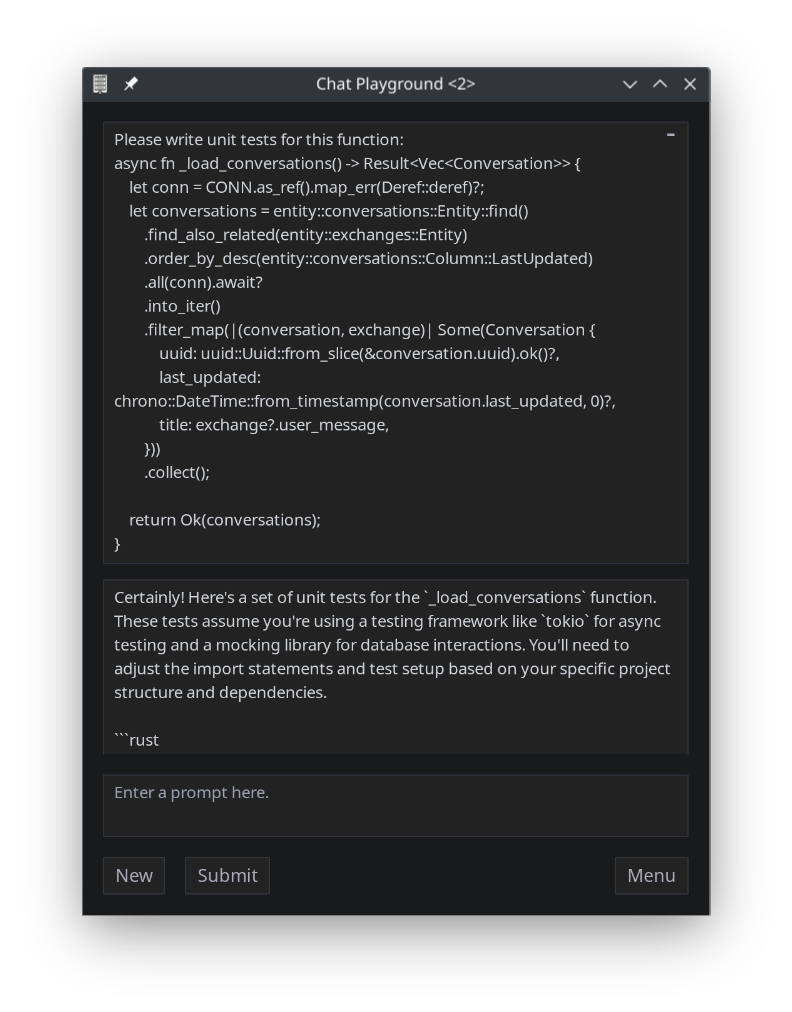 Chat Playground <2>
Please write unit tests for this function:
async fn _load_conversations() -> Result<Vec<Conversation>> {
    let conn = CONN.as_ref().map_err(Deref::deref)?;
    let conversations = entity::conversations::Entity::find()
        .find_also_related(entity::exchanges::Entity)
        .order_by_desc(entity::conversations::Column::LastUpdated)
        .all(conn).await?
        .into_iter()
        .filter_map(|(conversation, exchange)| Some(Conversation {
            uuid: uuid::Uuid::from_slice(&conversation.uuid).ok()?,
            last_updated:
chrono::DateTime::from_timestamp(conversation.last_updated, 0)?,
            title: exchange?.user_message,
        }))
        .collect();

    return Ok(conversations);
}
Certainly! Here's a set of unit tests for the `_load_conversations` function.
These tests assume you're using a testing framework like `tokio` for async
testing and a mocking library for database interactions. You'll need to
adjust the import statements and test setup based on your specific project
structure and dependencies.

```rust
Enter a prompt here.
New
Submit
Menu